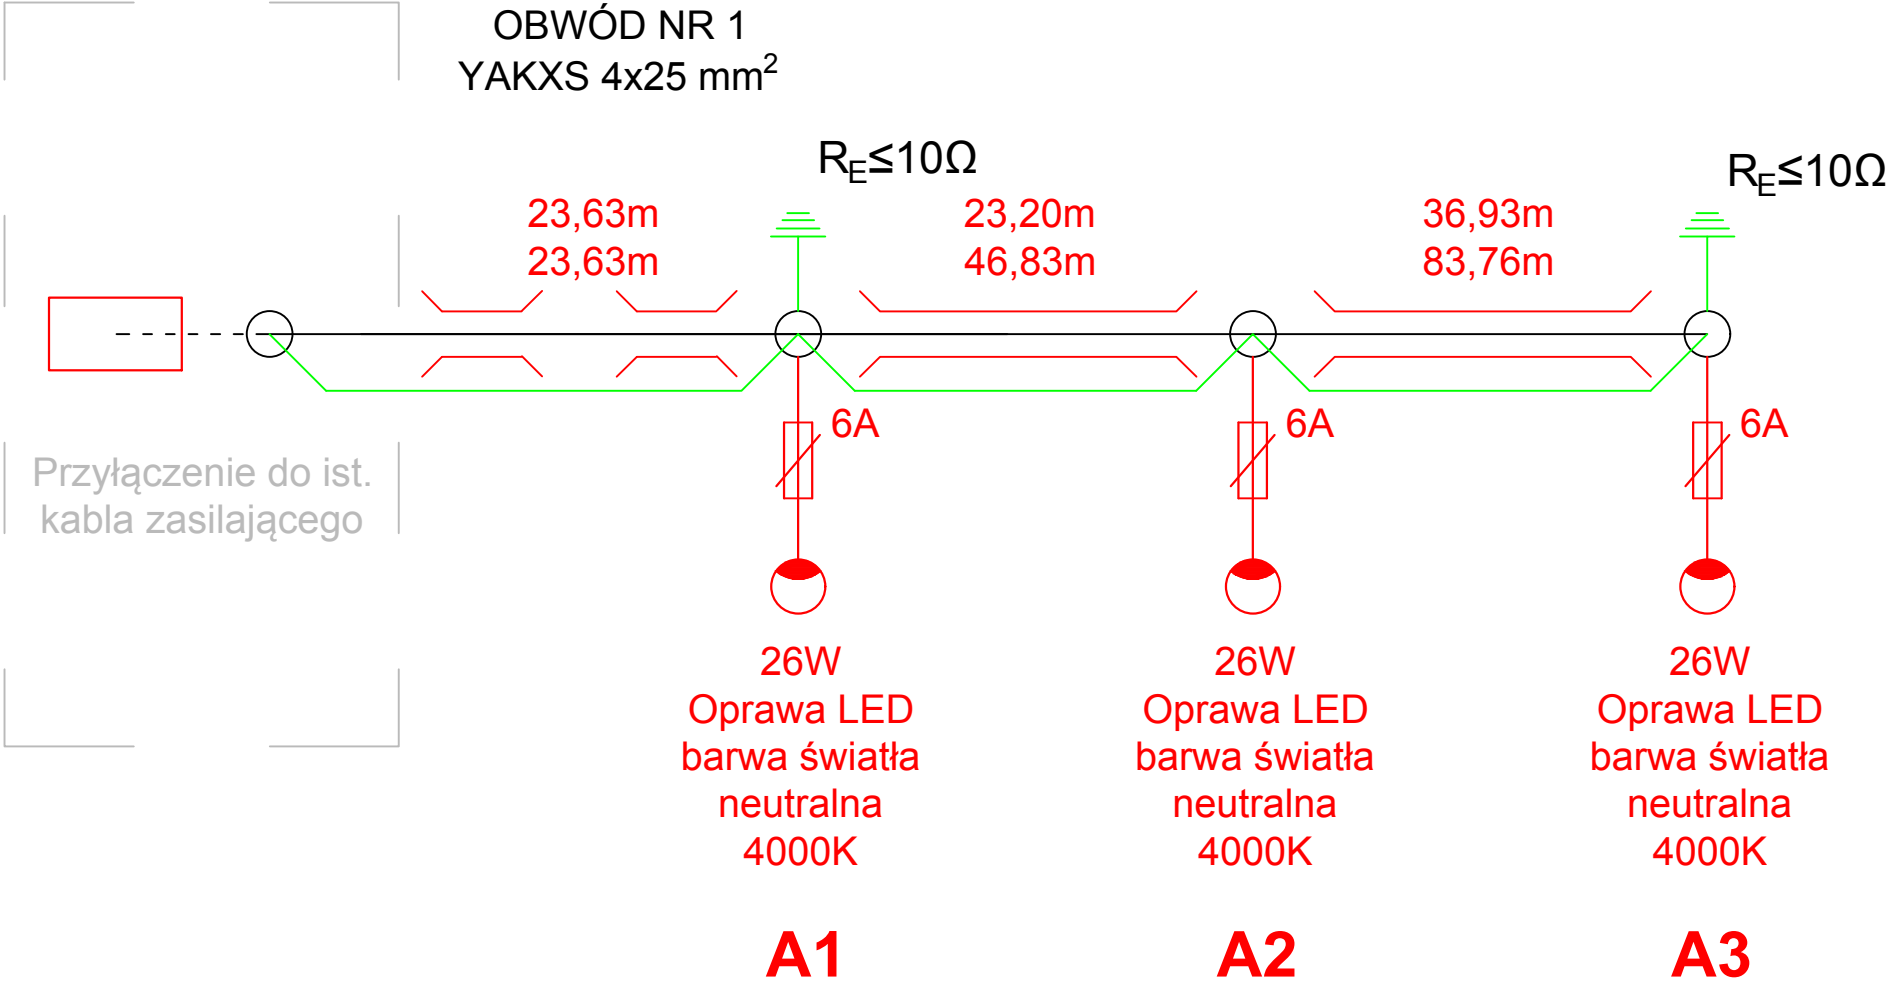 OBWÓD NR 1
YAKXS 4x25 mm²
R_E≤10Ω
R_E≤10Ω
23,63m
23,63m
23,20m
46,83m
36,93m
83,76m
6A
6A
6A
Przyłączenie do ist.
kabla zasilającego
26W
Oprawa LED
barwa światła
neutralna
4000K
A1
26W
Oprawa LED
barwa światła
neutralna
4000K
A2
26W
Oprawa LED
barwa światła
neutralna
4000K
A3